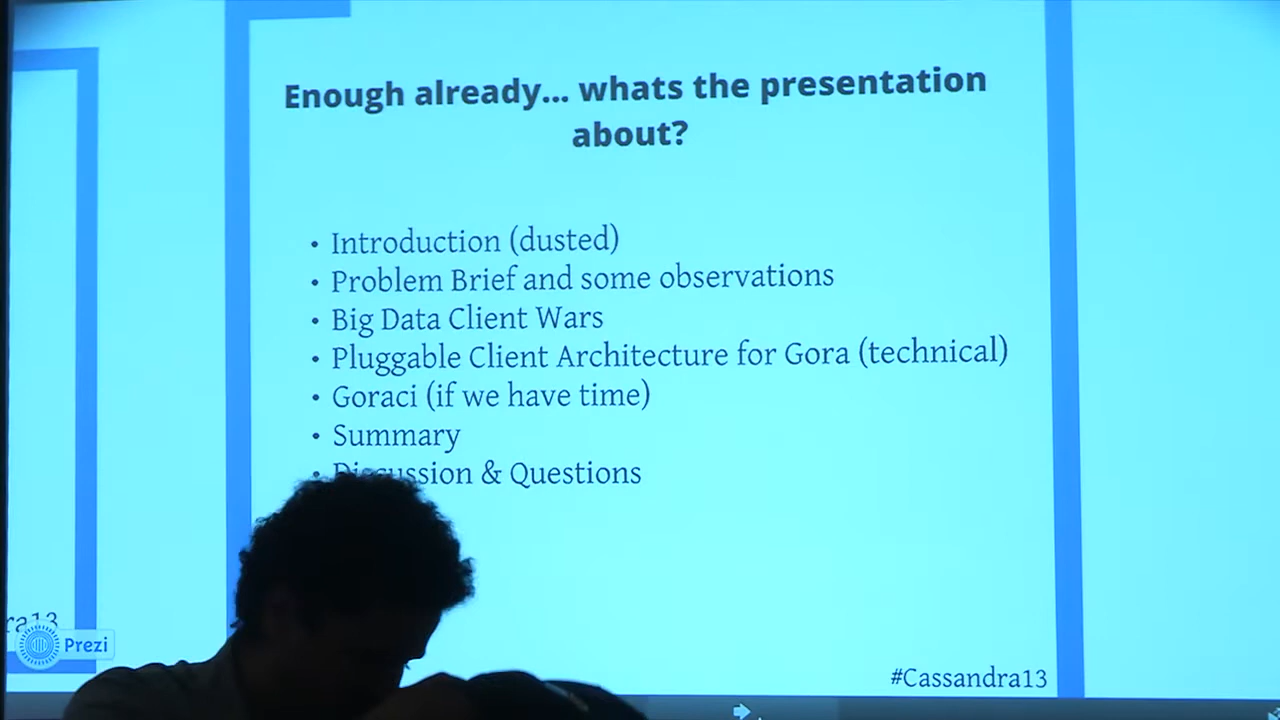 Enough already... whats the presentation
about?
• Introduction (dusted)
• Problem Brief and some observations
• Big Data Client Wars
• Pluggable Client Architecture for Gora (technical)
• Goraci (if we have time)
• Summary
• Discussion & Questions
ra13
Prezi
#Cassandra13